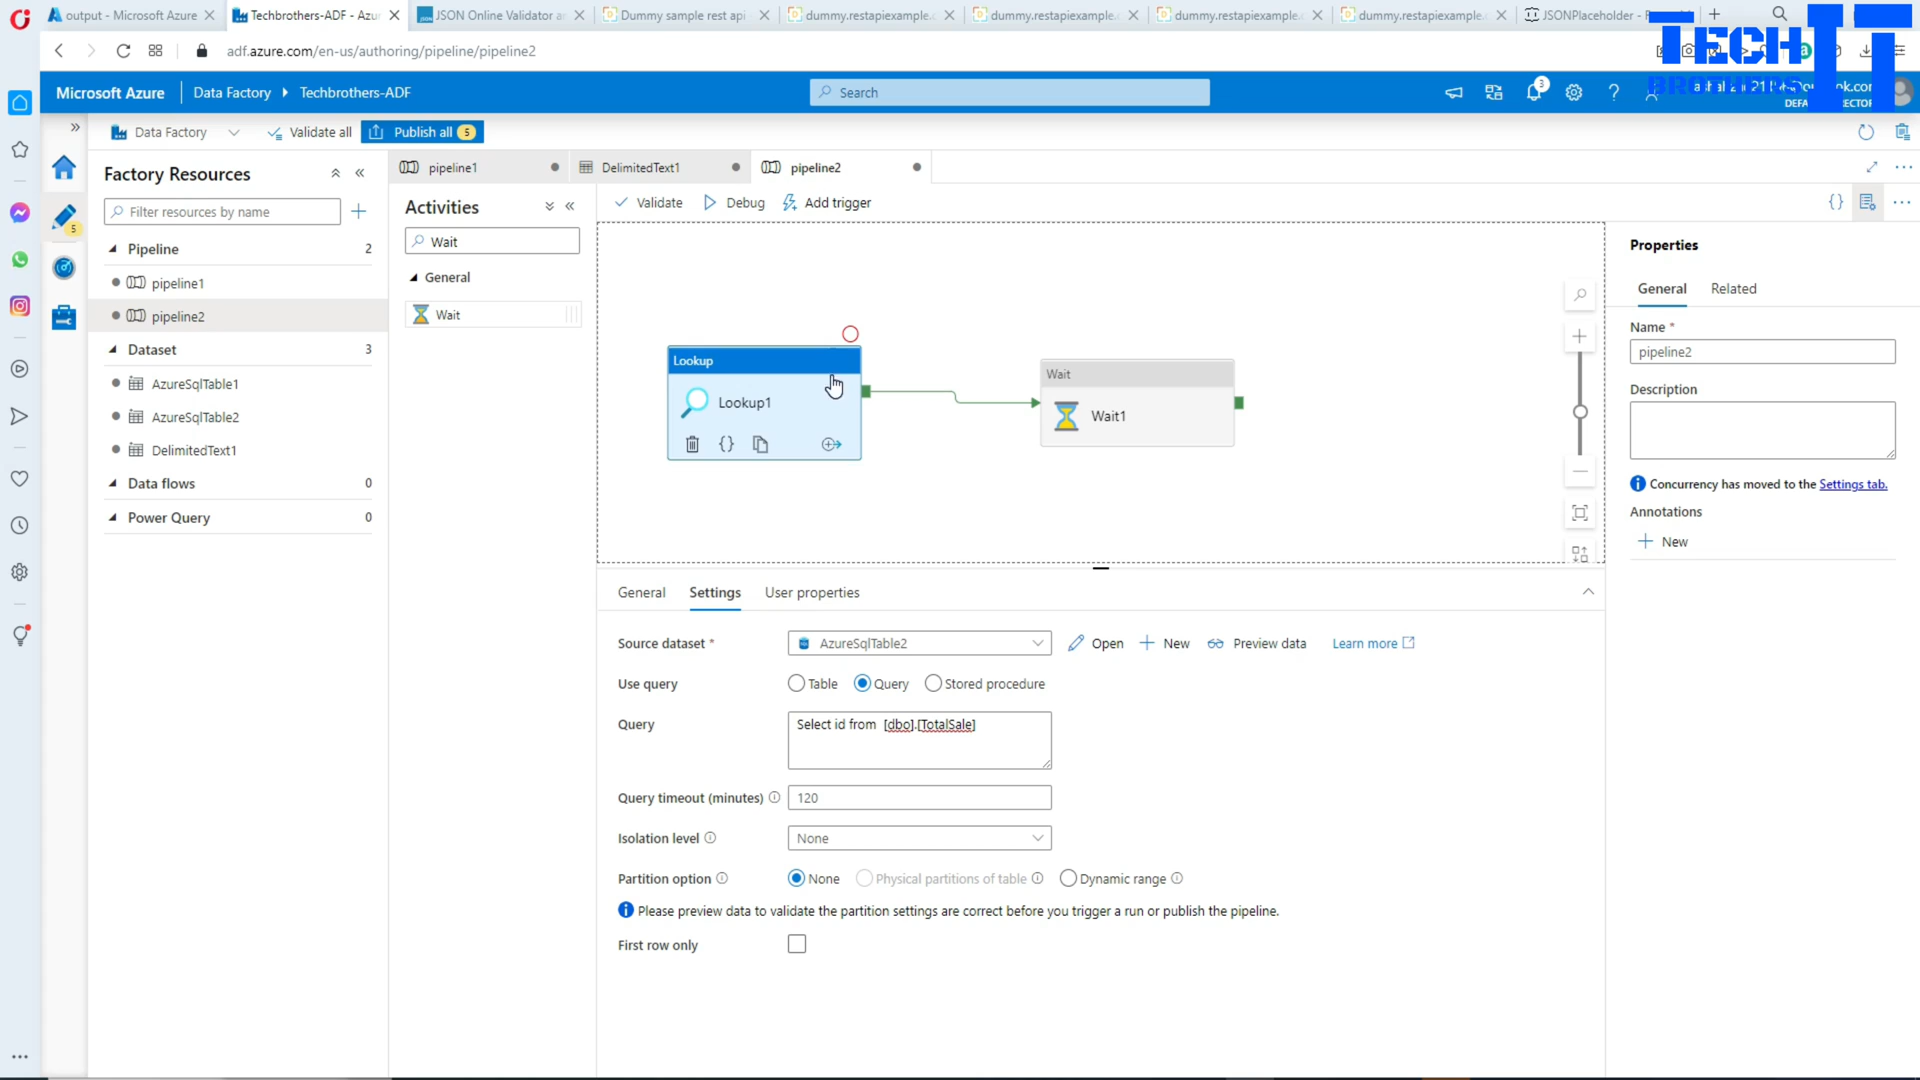 output - Microsoft Azure
Techbrothers-ADF - Azu
JSON Online Validator an
Dummy sample rest api
dummy.restapiexample.c
dummy.restapiexample.
dummy.restapiexample.
dummy.restapiexample.
JSONPlaceholder -
adf.azure.com/en-us/authoring/pipeline/pipeline2
TECH IT
BROTHERS
Microsoft Azure
Data Factory
Techbrothers-ADF
Search
3
Data Factory
Validate all
Publish all
5
5
Factory Resources
Filter resources by name
Pipeline
2
pipeline1
pipeline2
Dataset
3
AzureSqlTable1
AzureSqlTable2
DelimitedText1
Data flows
0
Power Query
0
pipeline1
DelimitedText1
pipeline2
Activities
Wait
General
Wait
Validate
Debug
Add trigger
Lookup
Lookup1
Wait
Wait1
General
Settings
User properties
Source dataset *
AzureSqlTable2
Open
New
Preview data
Learn more
Use query
Table
Query
Stored procedure
Query
Select id from [dbo].[TotalSale]
Query timeout (minutes)
120
Isolation level
None
Partition option
None
Physical partitions of table
Dynamic range
Please preview data to validate the partition settings are correct before you trigger a run or publish the pipeline.
First row only
Properties
General
Related
Name *
pipeline2
Description
Concurrency has moved to the Settings tab.
Annotations
New